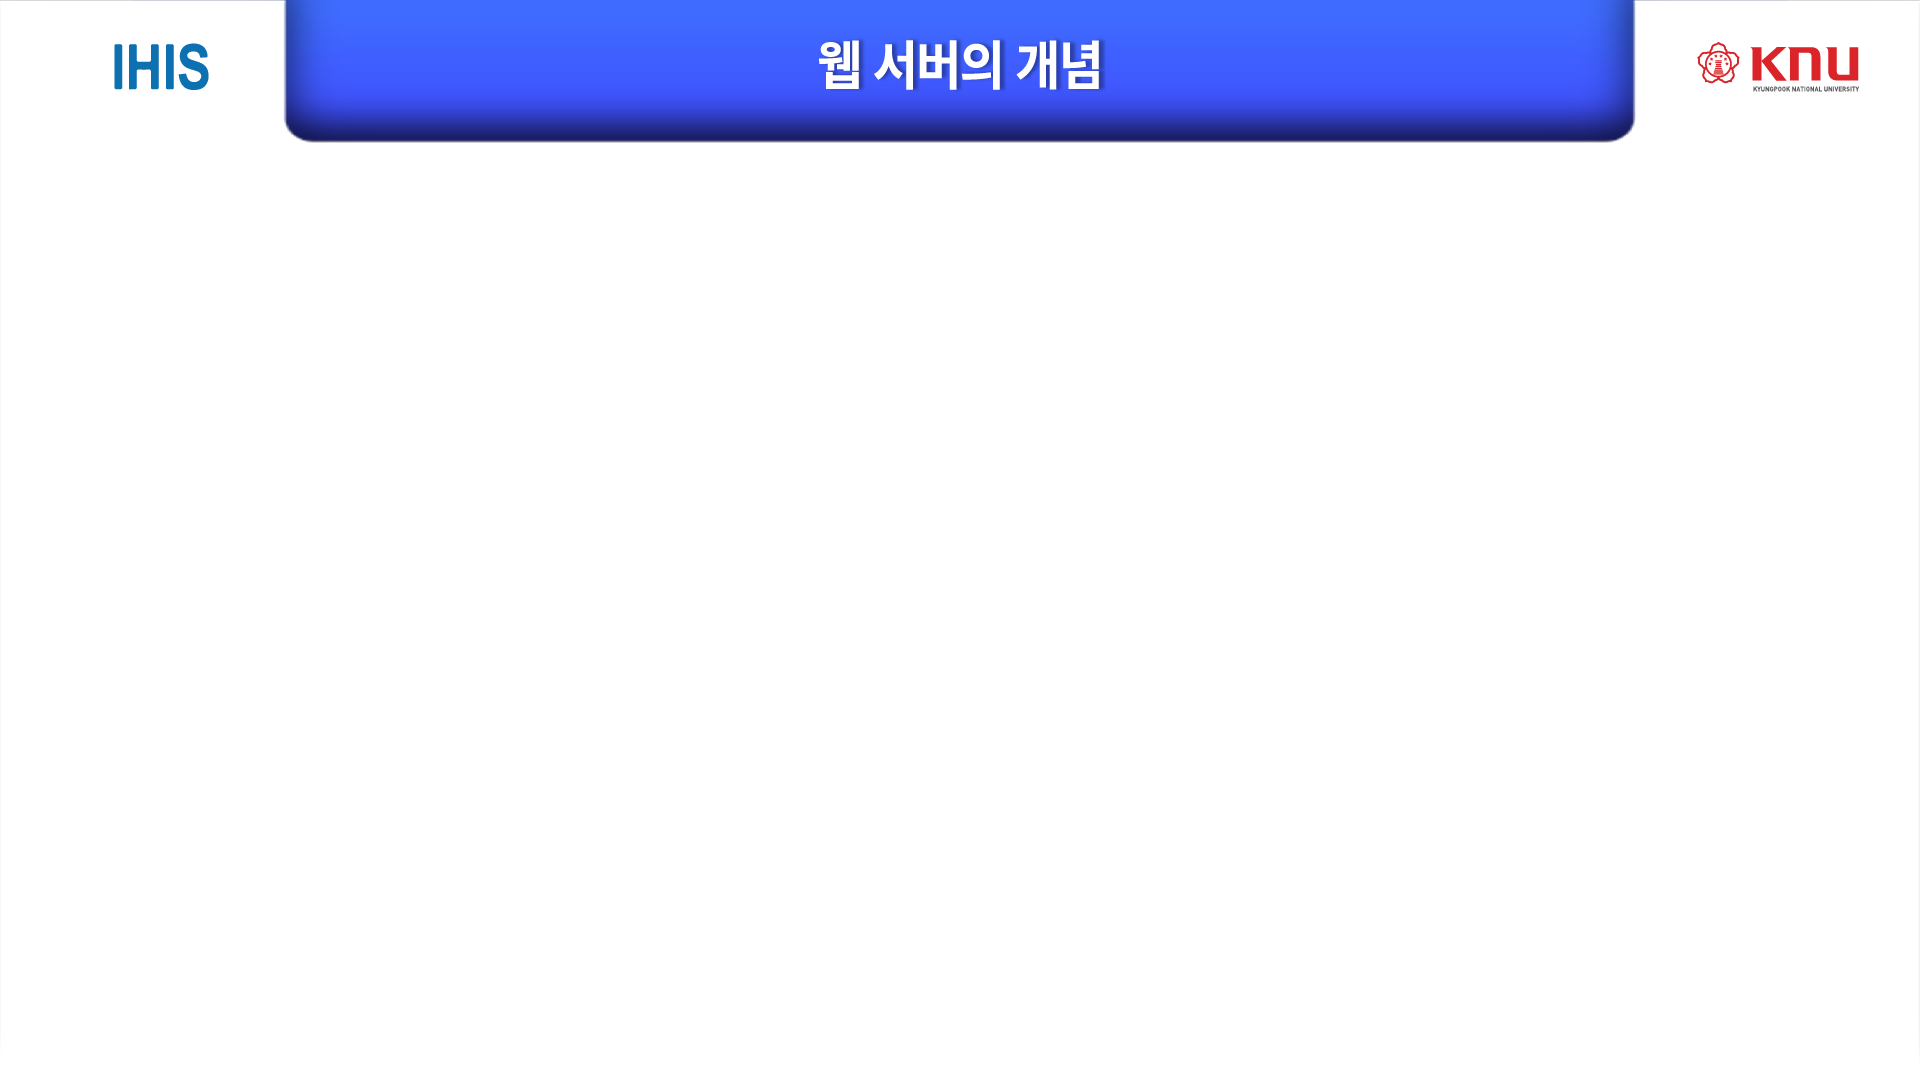 IHIS
웹 서버의 개념
KNU
KYUNGPOOK NATIONAL UNIVERSITY